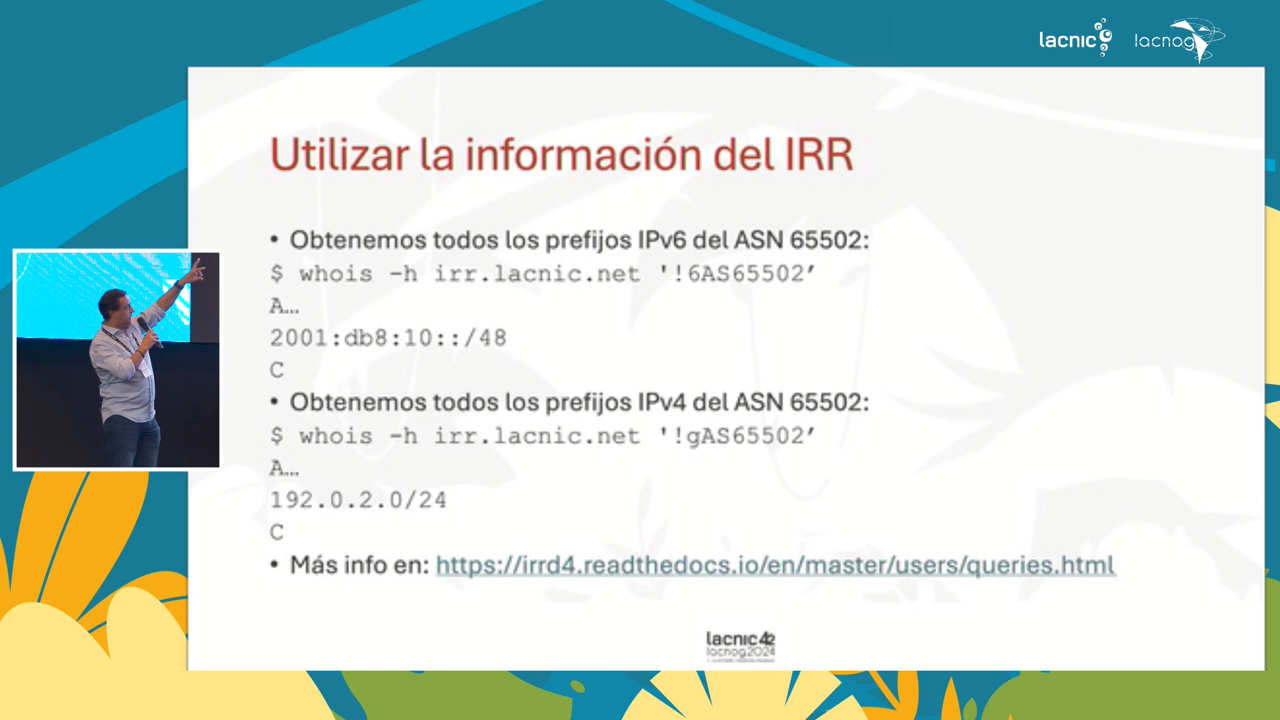 lacnic
lacnog
Utilizar la información del IRR
• Obtenemos todos los prefijos IPv6 del ASN 65502:
$ whois -h irr.lacnic.net '!6AS65502’
A…
2001:db8:10::/48
C
• Obtenemos todos los prefijos IPv4 del ASN 65502:
$ whois -h irr.lacnic.net '!gAS65502’
A…
192.0.2.0/24
C
• Más info en: https://irrd4.readthedocs.io/en/master/users/queries.html
lacnic42
lacnog2024